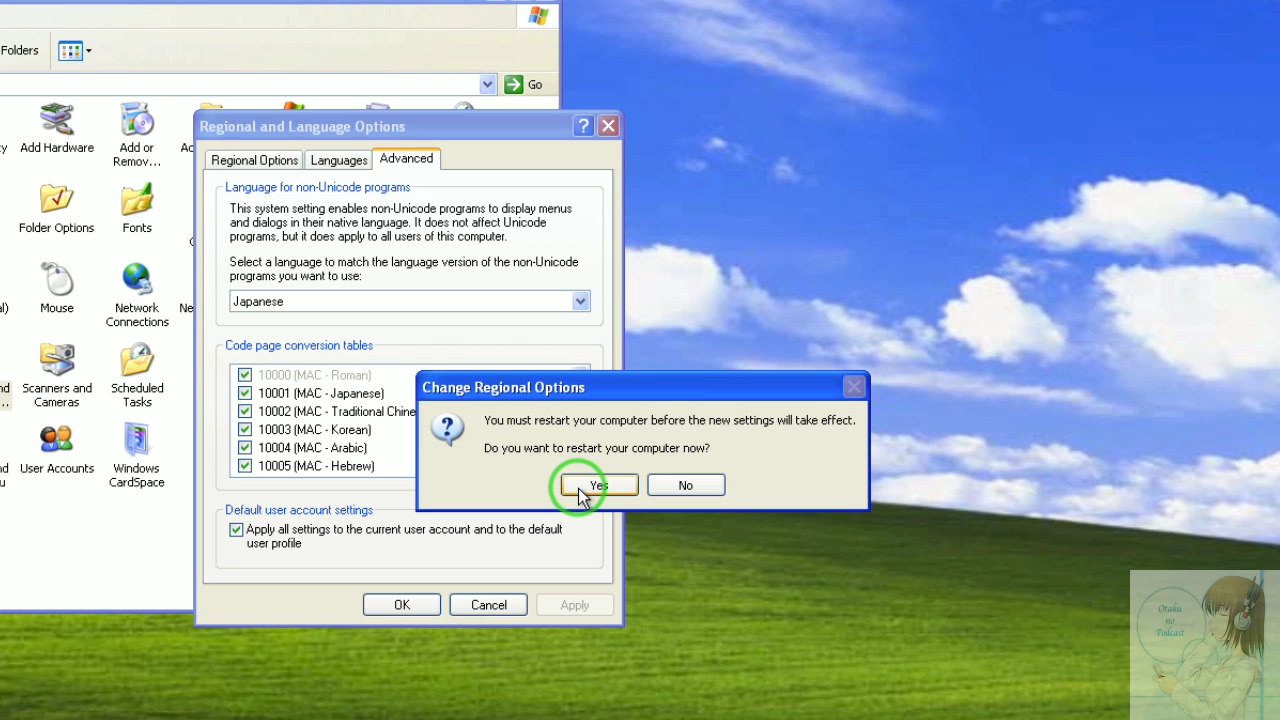 Folders
Go
Add Hardware
Add or
Remov...
Folder Options
Fonts
Mouse
Network
Connections
Scanners and
Cameras
Scheduled
Tasks
User Accounts
Windows
CardSpace
Regional and Language Options
Regional Options
Languages
Advanced
Language for non-Unicode programs
This system setting enables non-Unicode programs to display menus
and dialogs in their native language. It does not affect Unicode
programs, but it does apply to all users of this computer.
Select a language to match the language version of the non-Unicode
programs you want to use:
Japanese
Code page conversion tables
10000 (MAC - Roman)
10001 (MAC - Japanese)
10002 (MAC - Traditional Chine
10003 (MAC - Korean)
10004 (MAC - Arabic)
10005 (MAC - Hebrew)
Default user account settings
Apply all settings to the current user account and to the default
user profile
OK
Cancel
Apply
Change Regional Options
You must restart your computer before the new settings will take effect.
Do you want to restart your computer now?
Yes
No
Otaku
no
Podcast